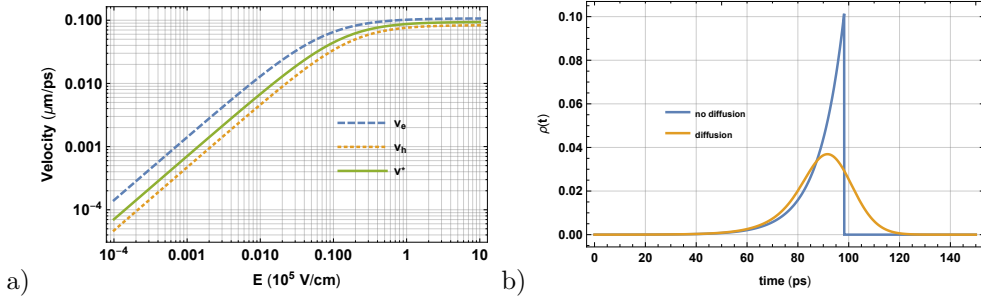 Velocity (μm/ps)
0.100
0.010
0.001
10⁻⁴
v_e
v_h
v*
10⁻⁴ 0.001 0.010 0.100 1 10
E (10⁵ V/cm)
a)
ρ(t)
0.10
0.08
0.06
0.04
0.02
0.00
no diffusion
diffusion
0 20 40 60 80 100 120 140
time (ps)
b)